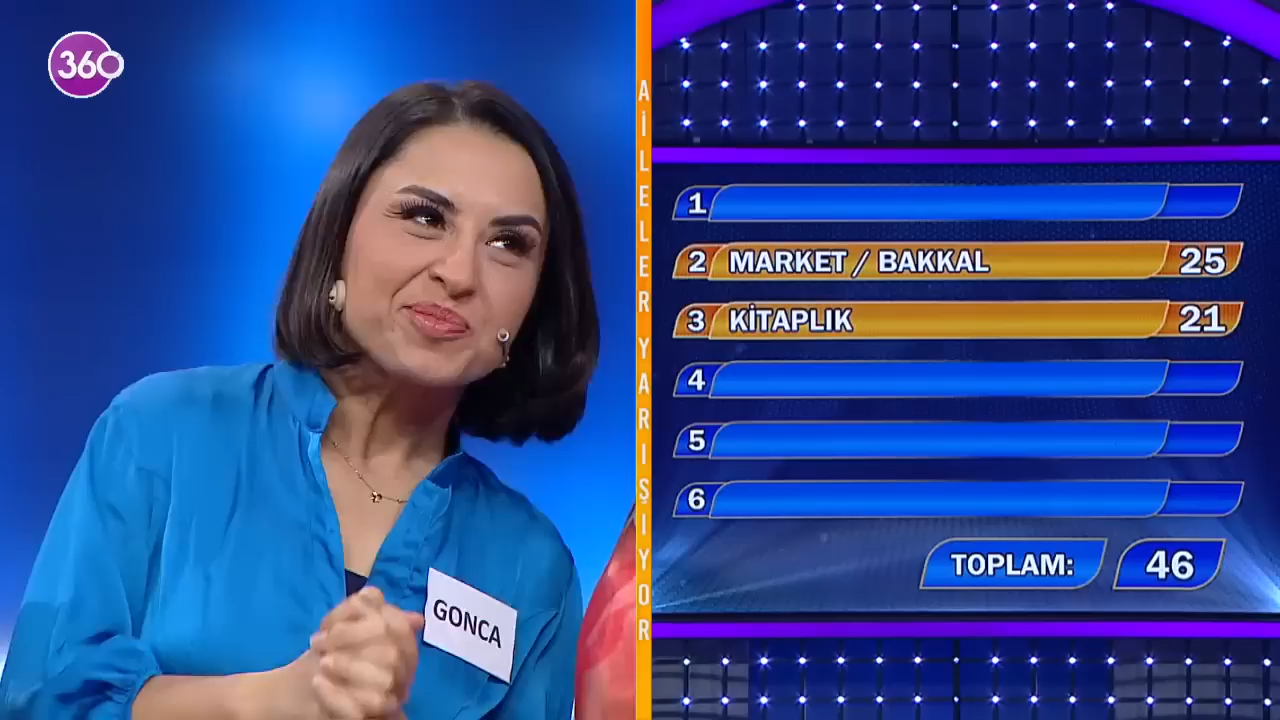 360
GONCA
AİLELER YARIŞIYOR
1
2 MARKET / BAKKAL 25
3 KİTAPLIK 21
4
5
6
TOPLAM: 46